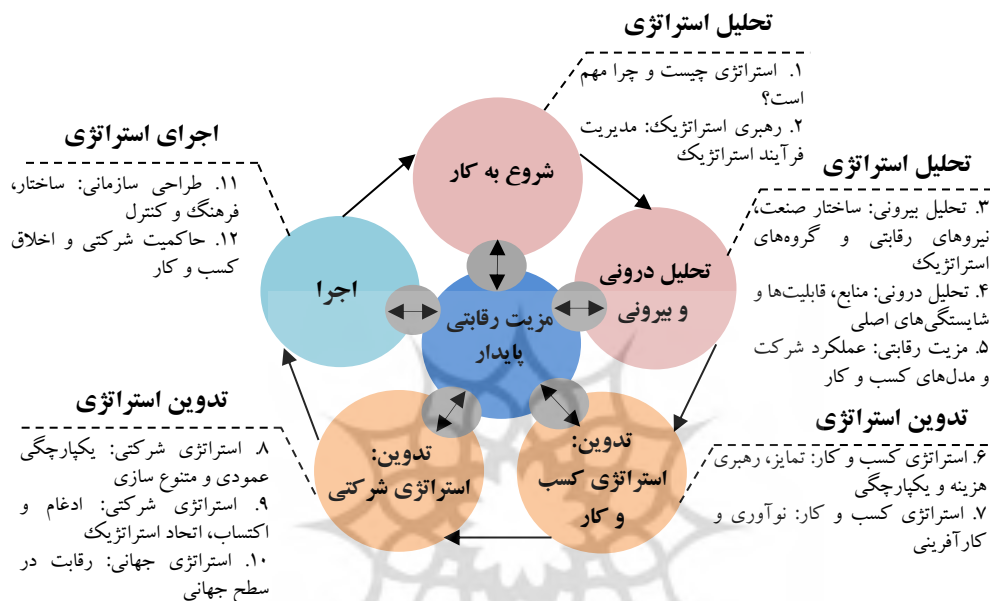 تحلیل استراتژی
۱. استراتژی چیست و چرا مهم
است؟
۲. رهبری استراتژیک: مدیریت
فرآیند استراتژیک
شروع به کار
تحلیل استراتژی
۳. تحلیل بیرونی: ساختار صنعت،
نیروهای رقابتی و گروه‌های
استراتژیک
۴. تحلیل درونی: منابع، قابلیت‌ها و
شایستگی‌های اصلی
۵. مزیت رقابتی: عملکرد شرکت
و مدل‌های کسب و کار
تحلیل درونی
و بیرونی
تدوین استراتژی
۶. استراتژی کسب و کار: تمایز، رهبری
هزینه و یکپارچگی
۷. استراتژی کسب و کار: نوآوری و
کارآفرینی
تدوین:
استراتژی کسب
و کار
تدوین استراتژی
۸. استراتژی شرکتی: یکپارچگی
عمودی و متنوع سازی
۹. استراتژی شرکتی: ادغام و
اکتساب، اتحاد استراتژیک
۱۰. استراتژی جهانی: رقابت در
سطح جهانی
تدوین:
استراتژی شرکتی
اجرای استراتژی
۱۱. طراحی سازمانی: ساختار،
فرهنگ و کنترل
۱۲. حاکمیت شرکتی و اخلاق
کسب و کار
اجرا
مزیت رقابتی
پایدار